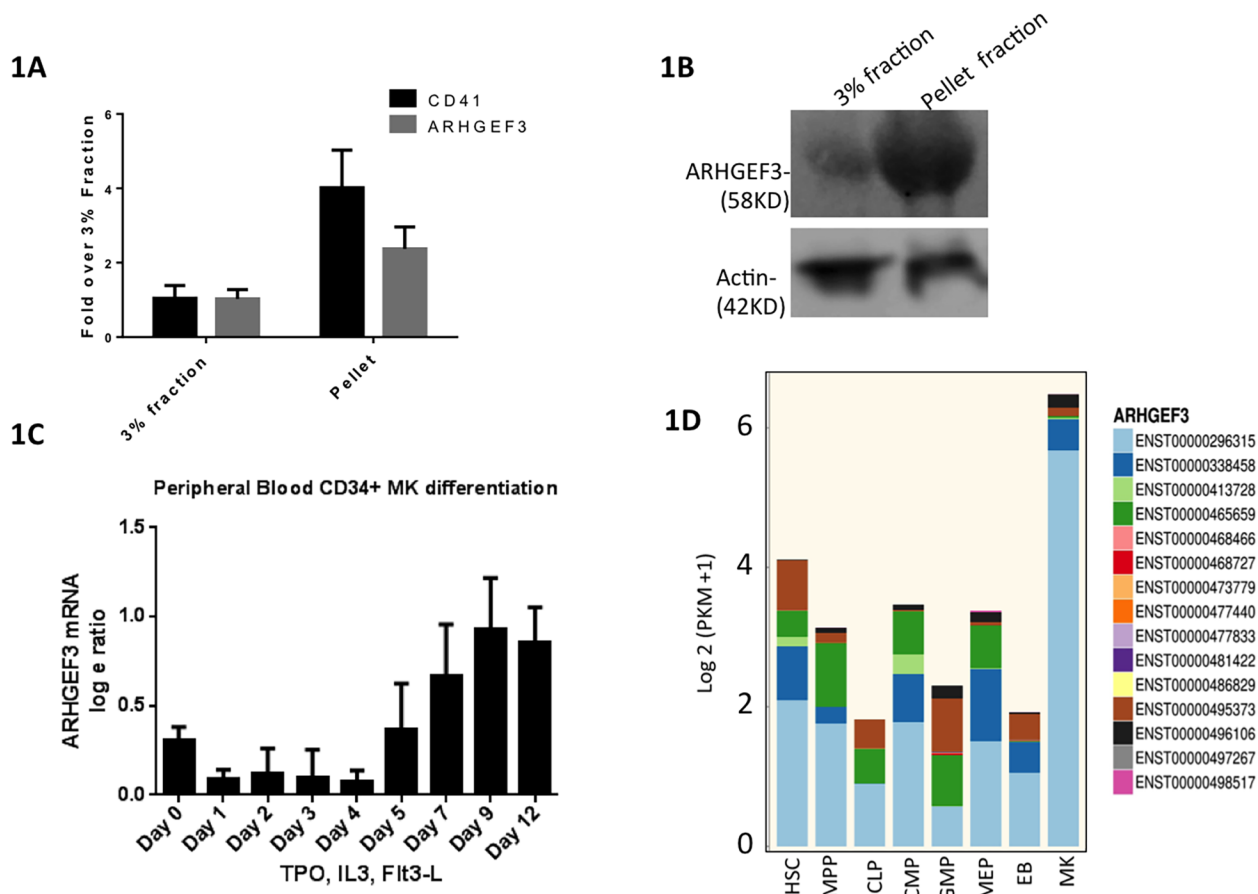 1A
CD41
ARHGEF3
Fold over 3% Fraction
6
4
2
0
3% fraction
Pellet
1B
3% fraction
Pellet fraction
ARHGEF3-
(58KD)
Actin-
(42KD)
1C
Peripheral Blood CD34+ MK differentiation
ARHGEF3 mRNA
log e ratio
1.5
1.0
0.5
0.0
Day 0
Day 1
Day 2
Day 3
Day 4
Day 5
Day 7
Day 9
Day 12
TPO, IL3, Flt3-L
1D
Log 2 (PKM +1)
6
4
2
0
HSC
MPP
CLP
CMP
GMP
MEP
EB
MK
ARHGEF3
ENST00000296315
ENST00000338458
ENST00000413728
ENST00000465659
ENST00000468466
ENST00000468727
ENST00000473779
ENST00000477440
ENST00000477833
ENST00000481422
ENST00000486829
ENST00000495373
ENST00000496106
ENST00000497267
ENST00000498517